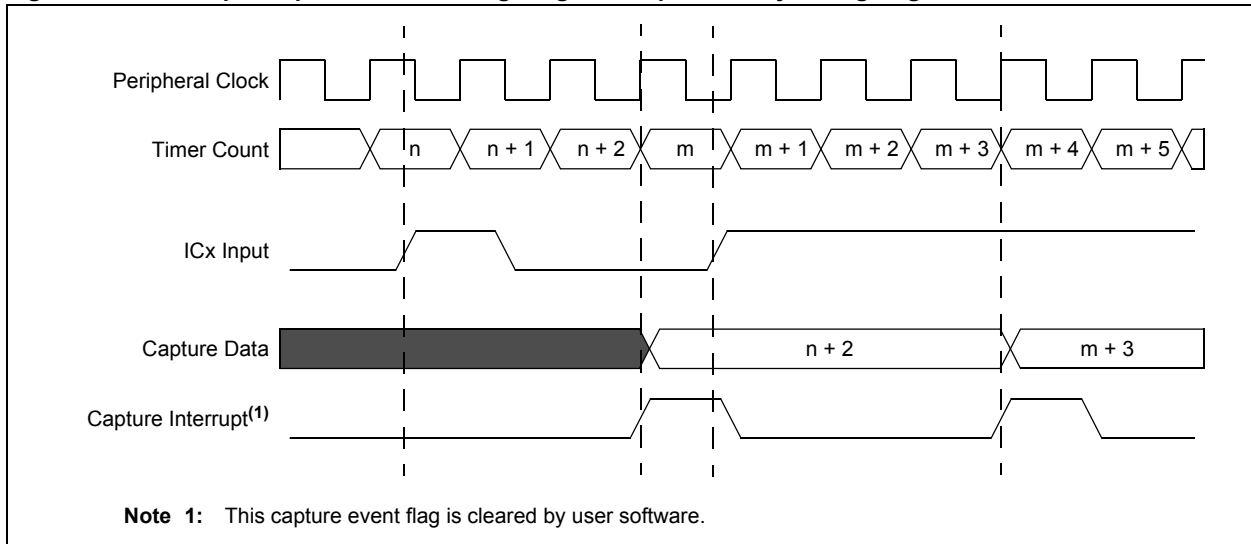 Peripheral Clock
Timer Count
n
n + 1
n + 2
m
m + 1
m + 2
m + 3
m + 4
m + 5
ICx Input
Capture Data
n + 2
m + 3
Capture Interrupt(1)
Note 1: This capture event flag is cleared by user software.